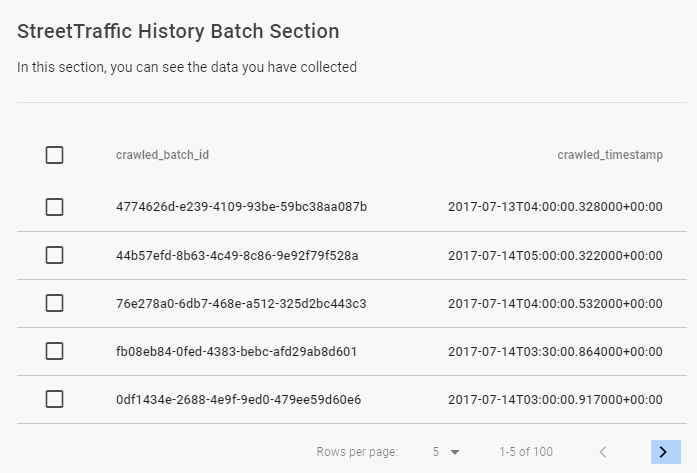 StreetTraffic History Batch Section
In this section, you can see the data you have collected
crawled_batch_id crawled_timestamp
4774626d-e239-4109-93be-59bc38aa087b 2017-07-13T04:00:00.328000+00:00
44b57efd-8b63-4c49-8c86-9e92f79f528a 2017-07-14T05:00:00.322000+00:00
76e278a0-6db7-468e-a512-325d2bc443c3 2017-07-14T04:00:00.532000+00:00
fb08eb84-0fed-4383-bebc-afd29ab8d601 2017-07-14T03:30:00.864000+00:00
0df1434e-2688-4e9f-9ed0-479ee59d60e6 2017-07-14T03:00:00.917000+00:00
Rows per page: 5 1-5 of 100